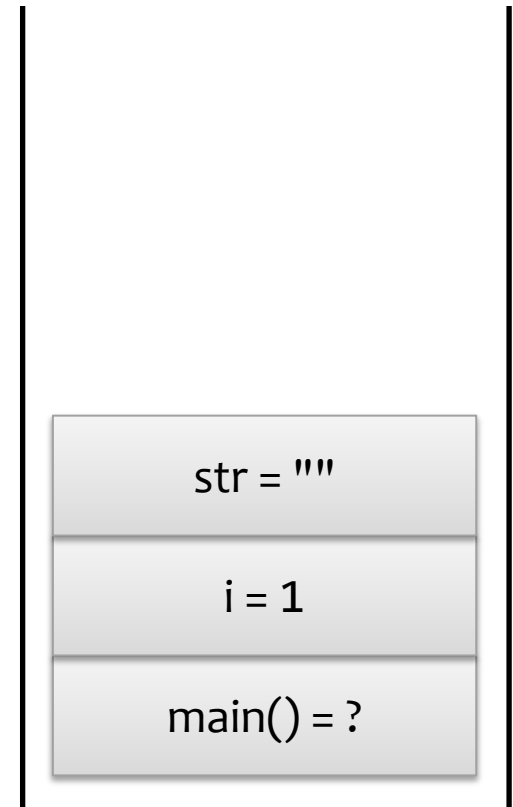 str = ""
i = 1
main() = ?